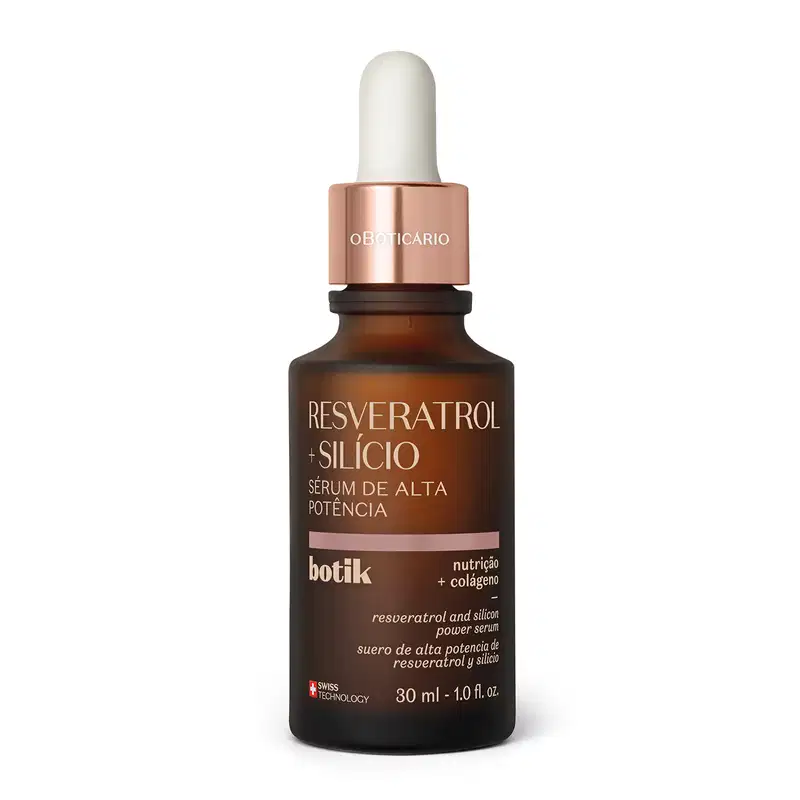 oBoticário
RESVERATROL
+ SILÍCIO
SÉRUM DE ALTA
POTÊNCIA
botik
nutrição
+ colágeno
–
resveratrol and silicon
power serum
suero de alta potencia de
resveratrol y silicio
SWISS
TECHNOLOGY
30 ml - 1.0 fl. oz.